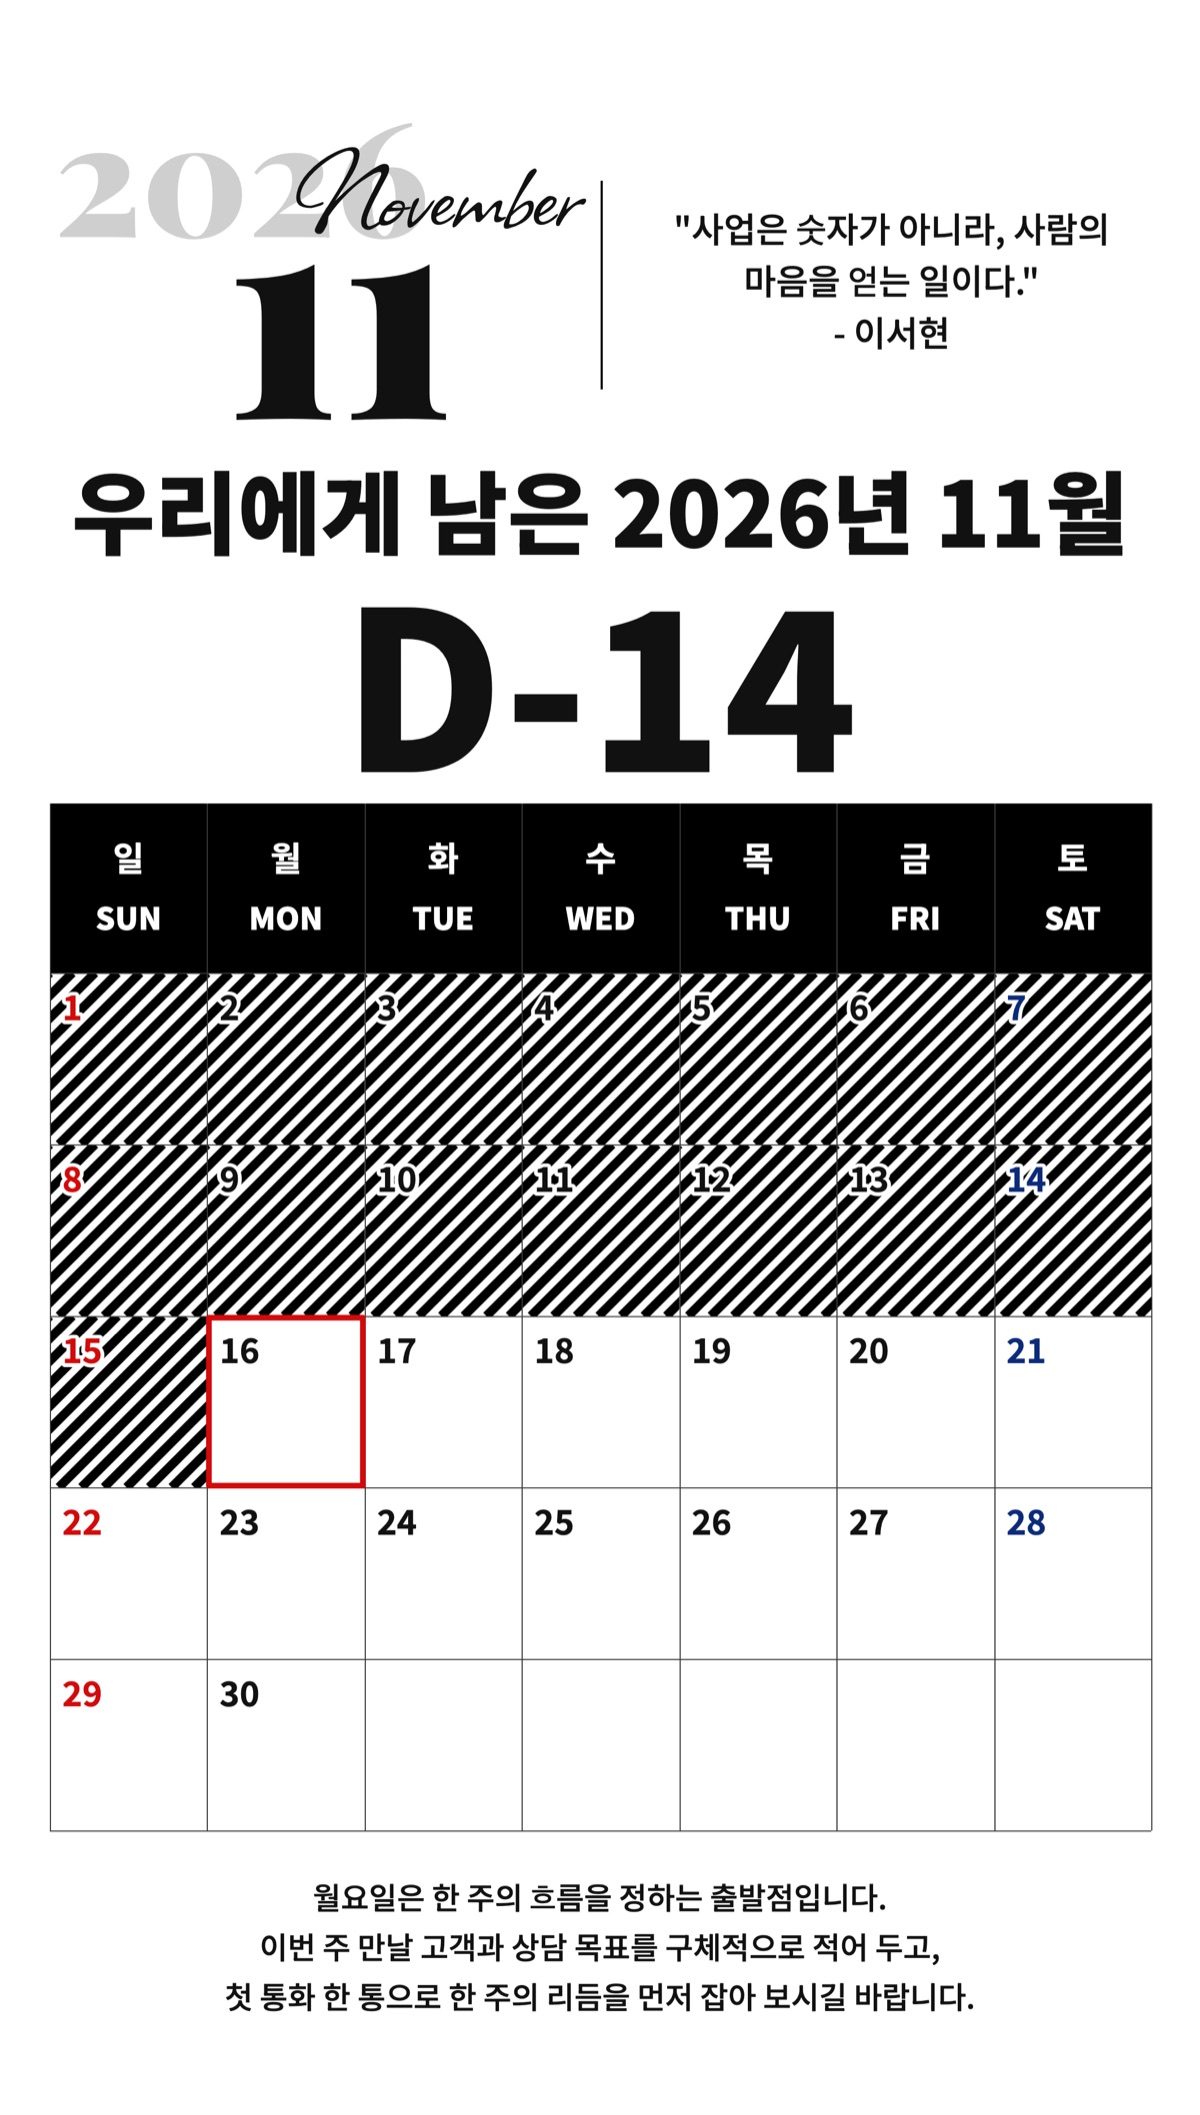 2026 November
11
"사업은 숫자가 아니라, 사람의
마음을 얻는 일이다."
- 이서현
우리에게 남은 2026년 11월
D-14
일 월 화 수 목 금 토
SUN MON TUE WED THU FRI SAT
1 2 3 4 5 6 7
8 9 10 11 12 13 14
15 16 17 18 19 20 21
22 23 24 25 26 27 28
29 30
월요일은 한 주의 흐름을 정하는 출발점입니다.
이번 주 만날 고객과 상담 목표를 구체적으로 적어 두고,
첫 통화 한 통으로 한 주의 리듬을 먼저 잡아 보시길 바랍니다.